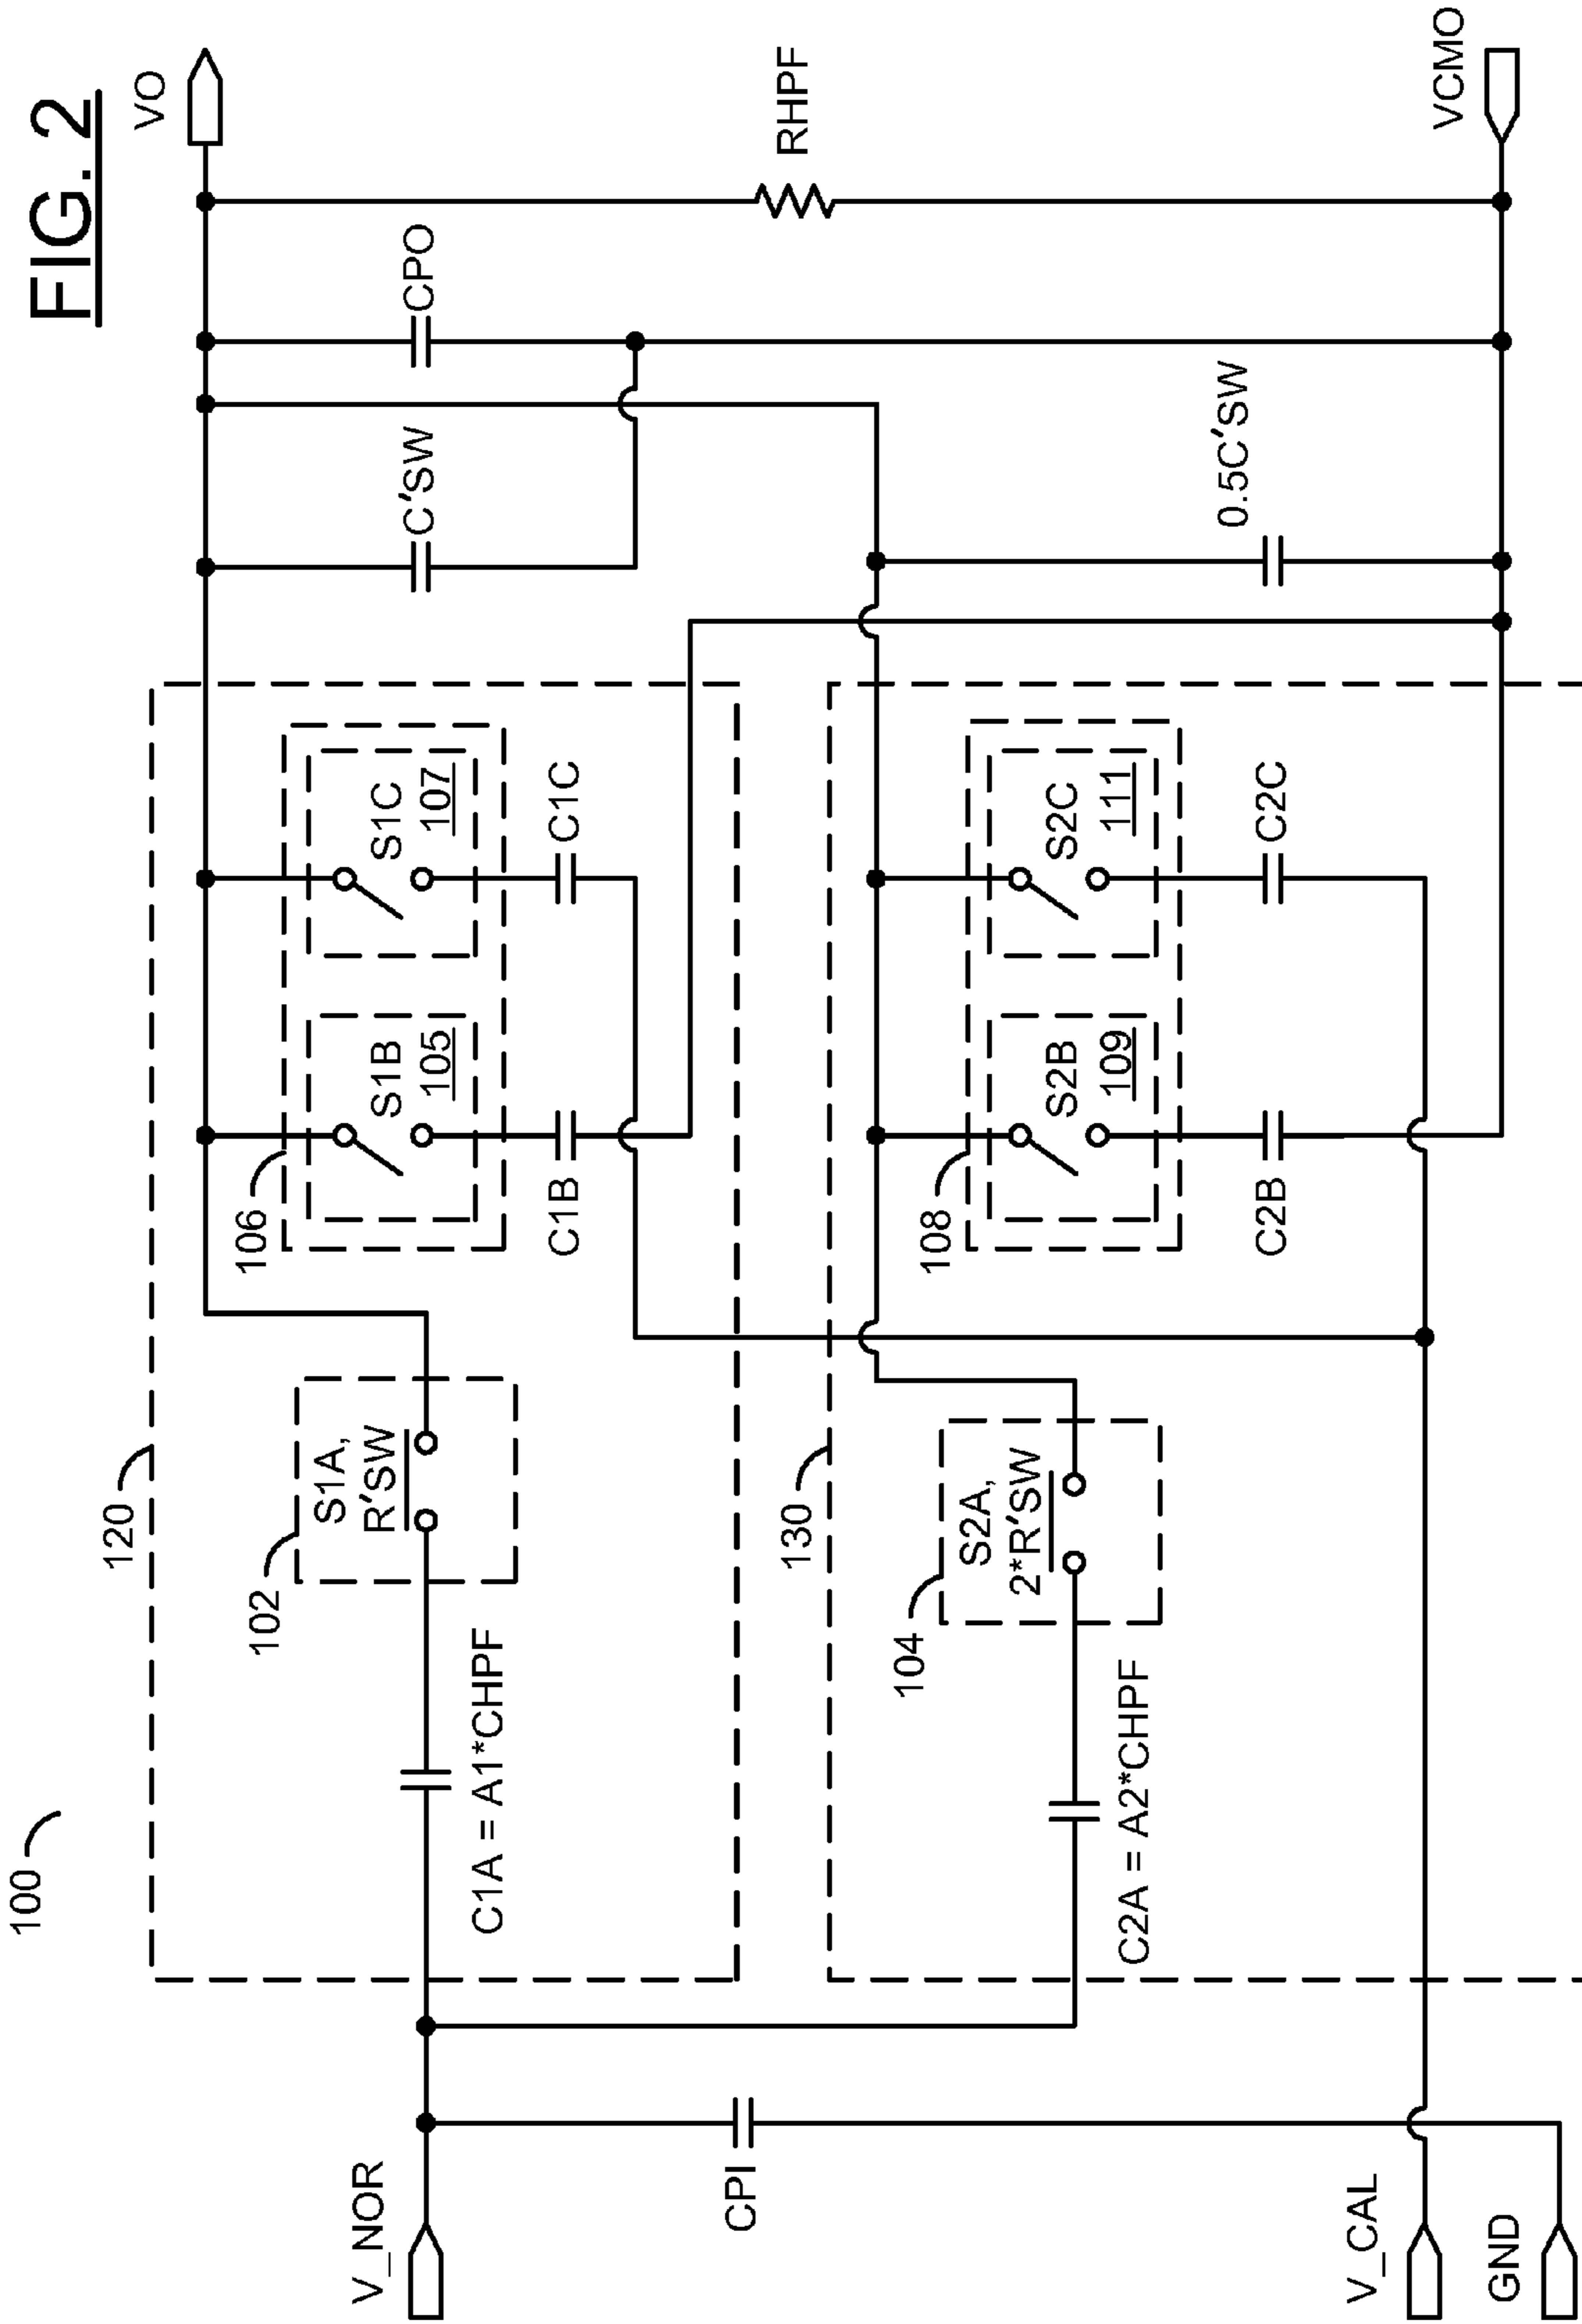 FIG. 2
100
120
V_NOR
CPI
C1A = A1*CHPF
102
S1A,
R'SW
106
S1B
105
S1C
107
C1B
C1C
C'SW
CPO
VO
RHPF
130
C2A = A2*CHPF
104
S2A,
2*R'SW
108
S2B
109
S2C
111
C2B
C2C
0.5C'SW
V_CAL
GND
VCMO